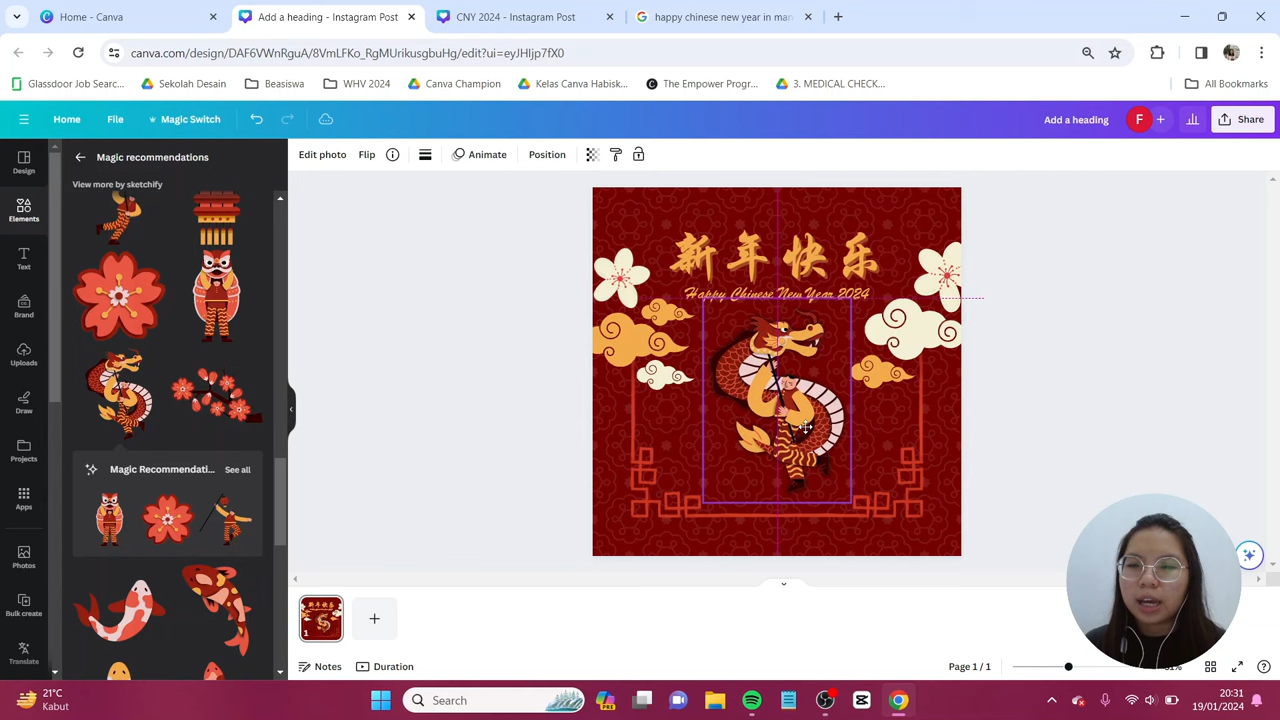 Home - Canva
Add a heading - Instagram Post
CNY 2024 - Instagram Post
happy chinese new year in man
canva.com/design/DAF6VWnRguA/8VmLFKo_RgMUrikusgbuHg/edit?ui=eyJHIjp7fX0
Glassdoor Job Searc...
Sekolah Desain
Beasiswa
WHV 2024
Canva Champion
Kelas Canva Habisk...
The Empower Progr...
3. MEDICAL CHECK...
All Bookmarks
Home
File
Magic Switch
Add a heading
F
Share
Design
Elements
Text
Brand
Uploads
Draw
Projects
Apps
Photos
Bulk create
Translate
Magic recommendations
View more by sketchify
Magic Recommendati...
See all
Edit photo
Flip
Animate
Position
新年快乐
Happy Chinese New Year 2024
1
Notes
Duration
Page 1 / 1
21°C
Kabut
Search
20:31
19/01/2024